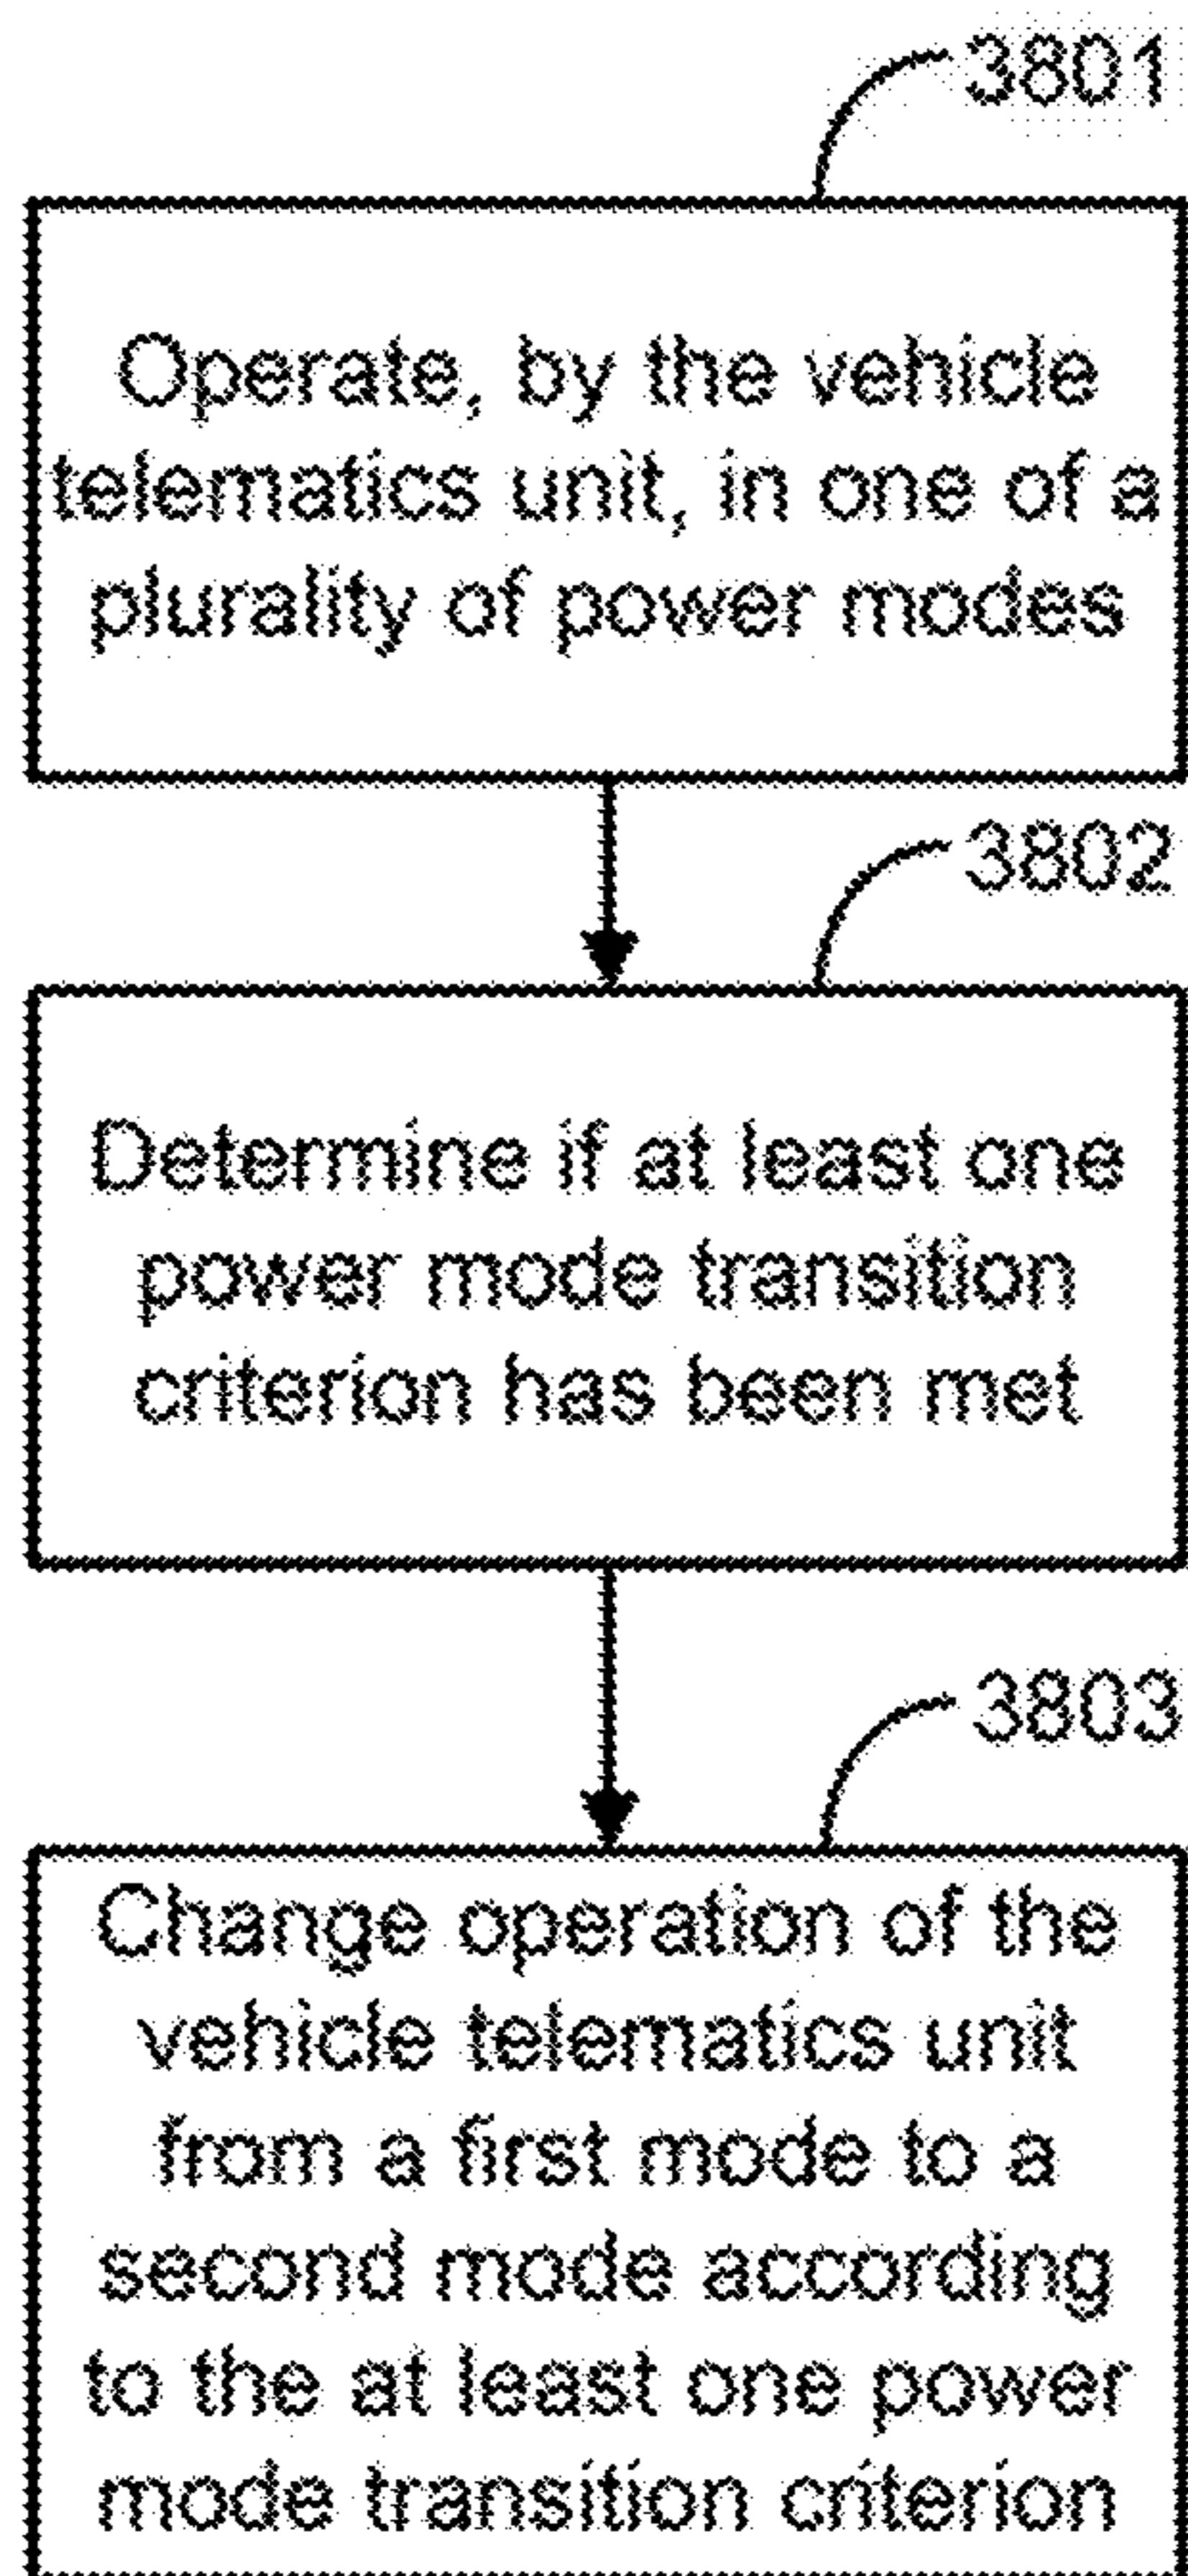 3801
Operate, by the vehicle
telematics unit, in one of a
plurality of power modes
3802
Determine if at least one
power mode transition
criterion has been met
3803
Change operation of the
vehicle telematics unit
from a first mode to a
second mode according
to the at least one power
mode transition criterion